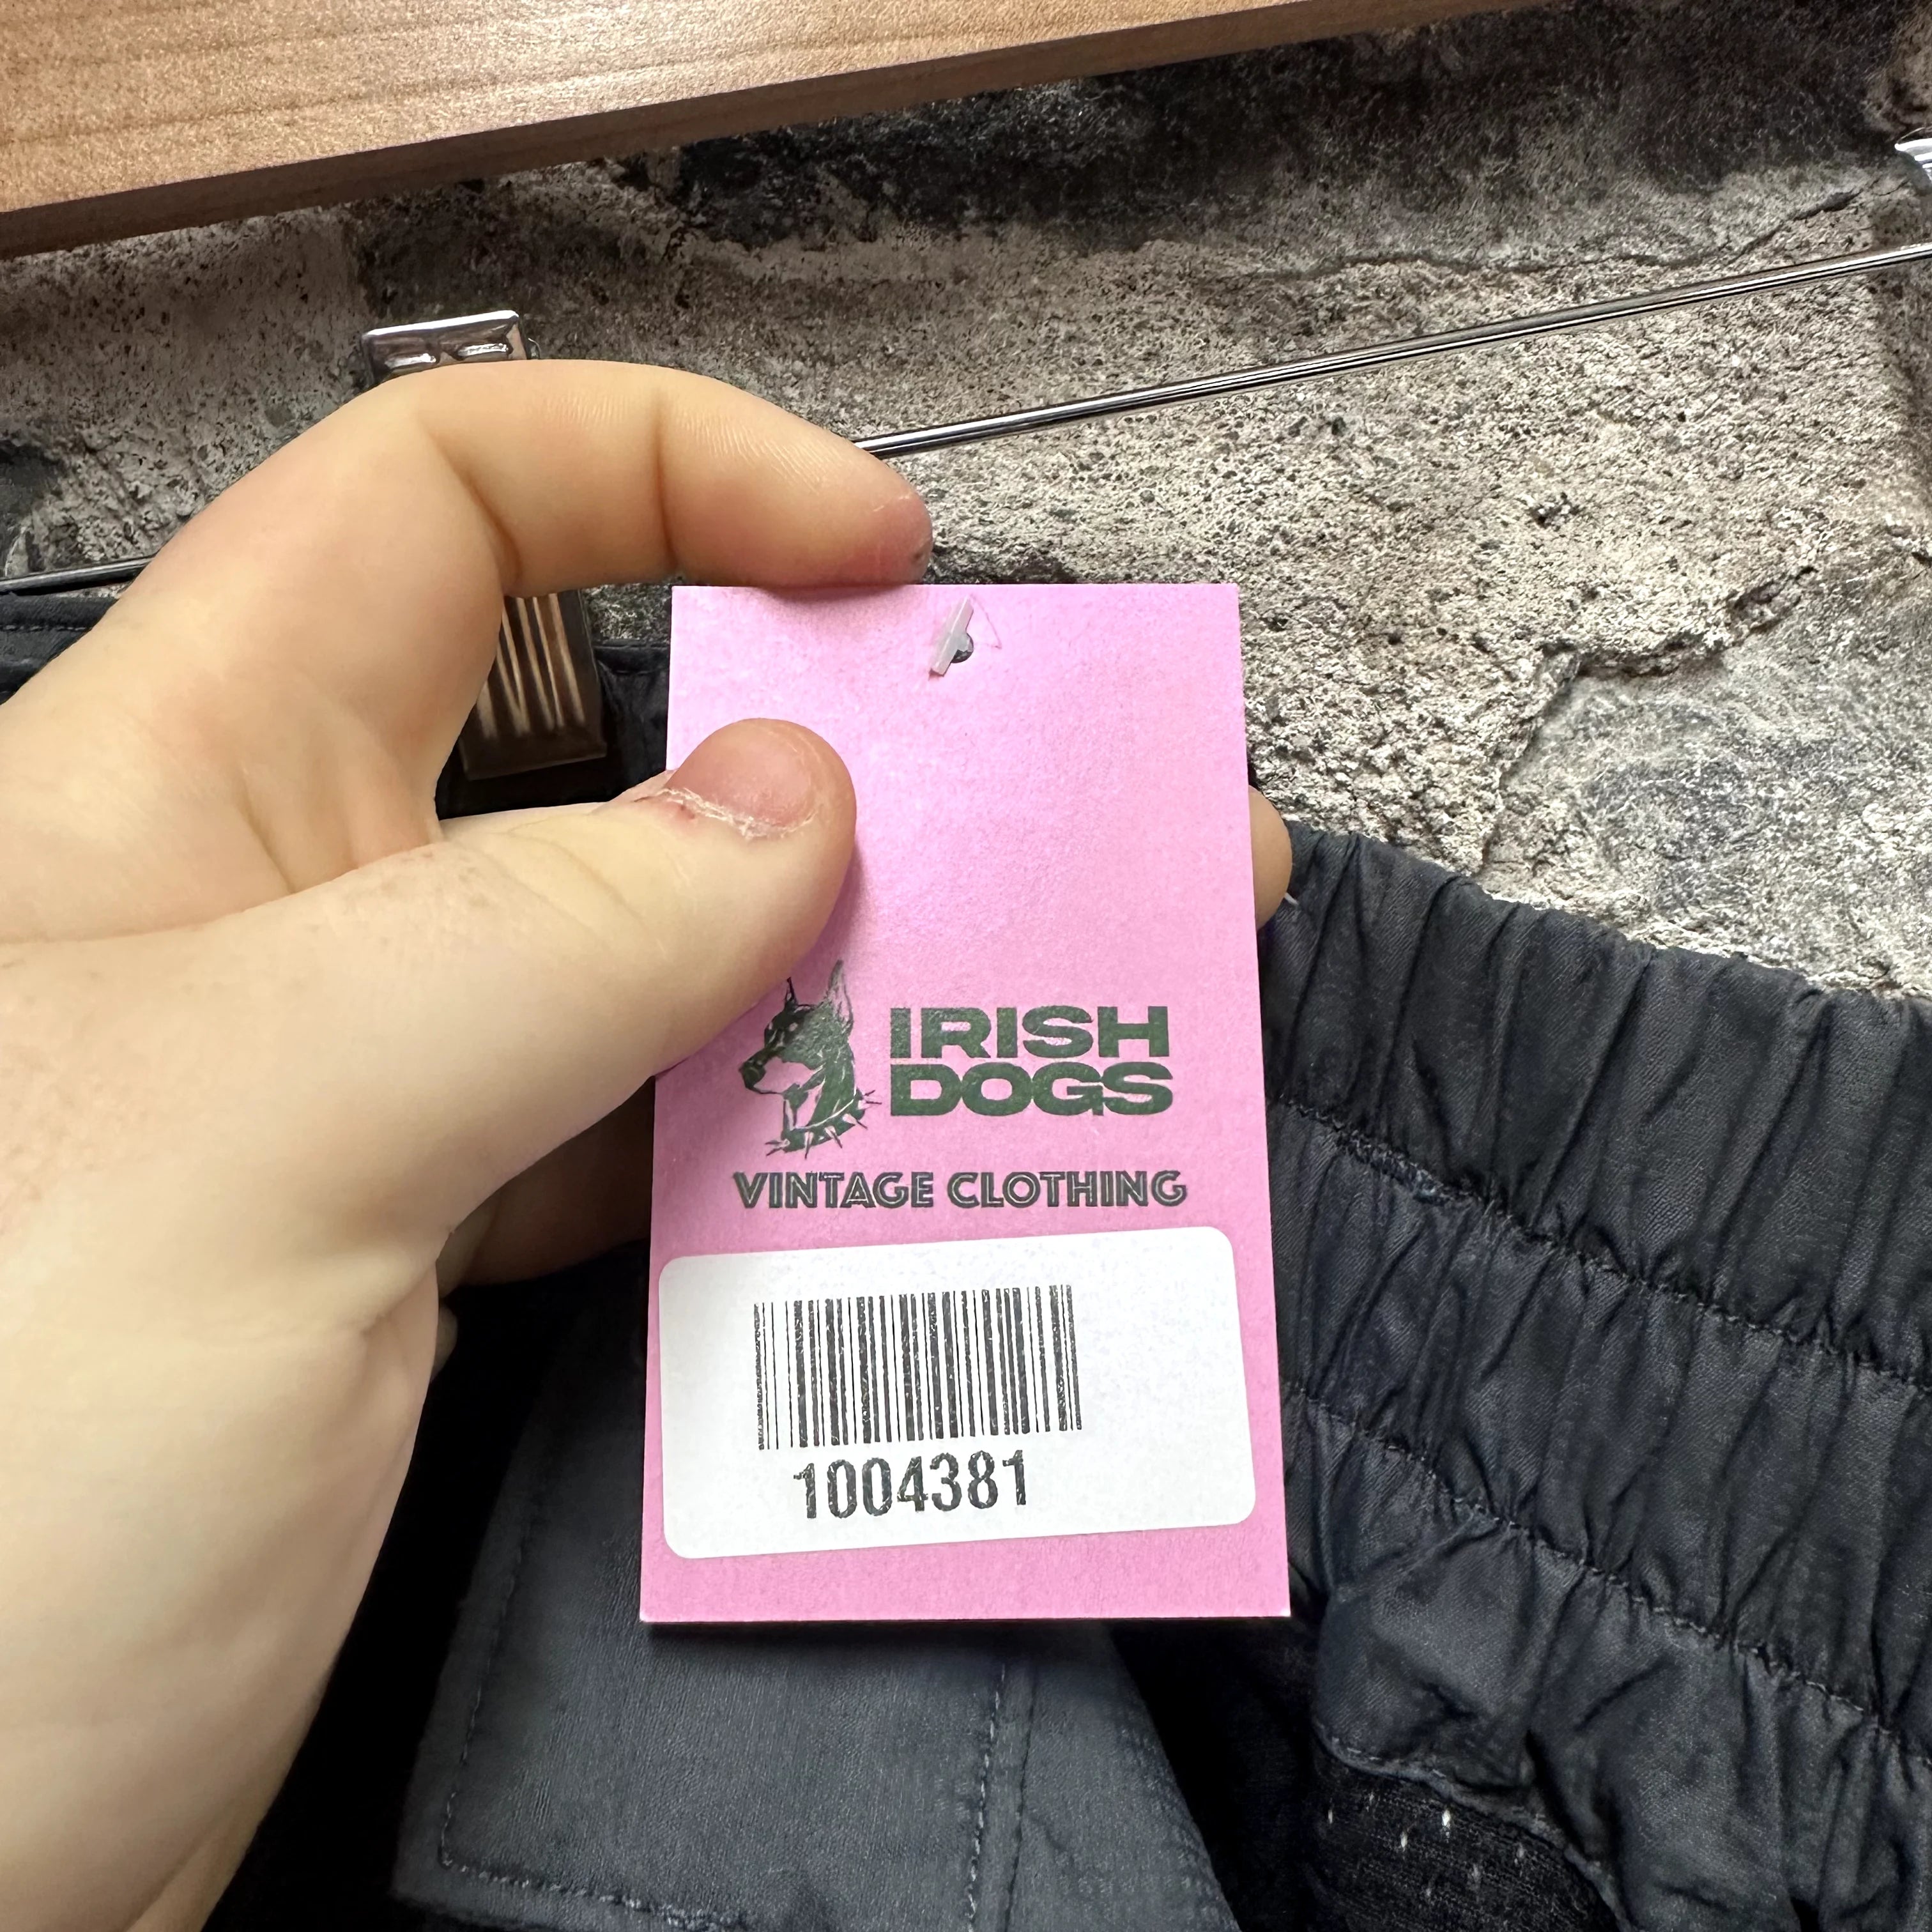 IRISH
DOGS
VINTAGE CLOTHING
1004381